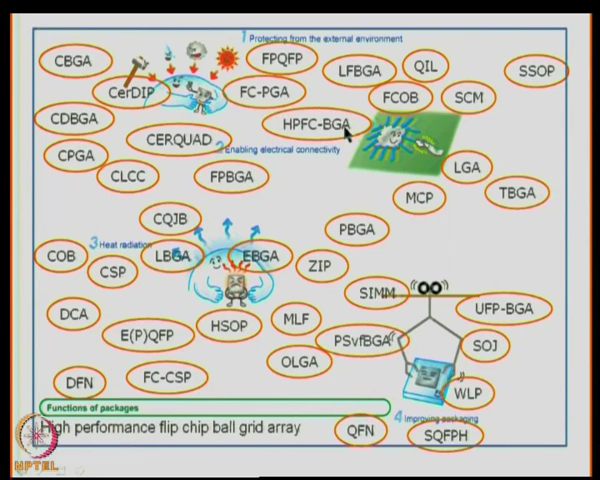 1 Protecting from the external environment
CBGA
FPQFP
LFBGA
QIL
SSOP
CerDIP
FC-PGA
FCOB
SCM
CDBGA
HPFC-BGA
CERQUAD
2 Enabling electrical connectivity
CPGA
CLCC
FPBGA
LGA
MCP
TBGA
CQJB
PBGA
3 Heat radiation
COB
CSP
LBGA
EBGA
ZIP
SIMM
UFP-BGA
DCA
E(P)QFP
HSOP
MLF
PSvfBGA
SOJ
OLGA
DFN
FC-CSP
WLP
Functions of packages
4 Improving packaging
High performance flip chip ball grid array
QFN
SQFPH
NPTEL